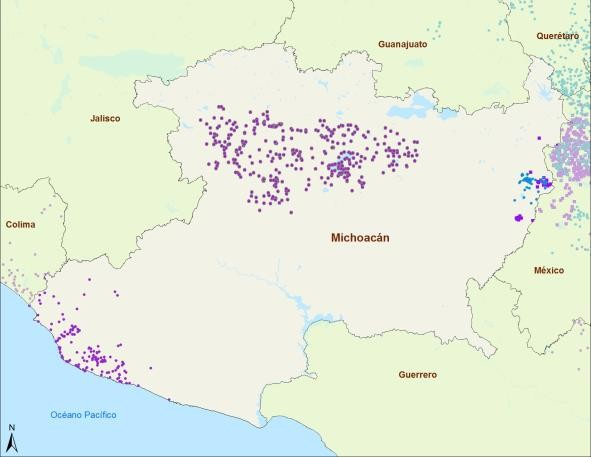 Querétaro
Guanajuato
Jalisco
Colima
Michoacán
México
Guerrero
Océano Pacífico
N